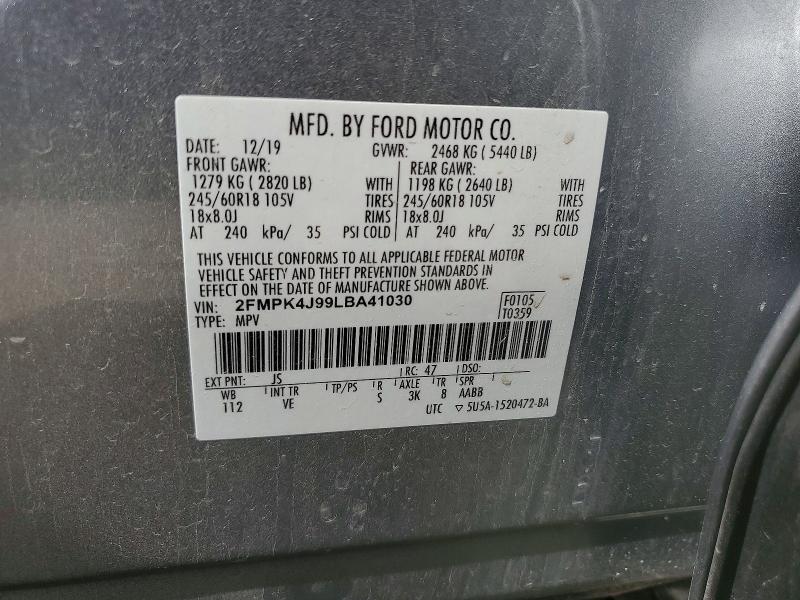 MFD. BY FORD MOTOR CO.
DATE: 12/19 GVWR: 2468 KG ( 5440 LB)
FRONT GAWR: REAR GAWR:
1279 KG ( 2820 LB) WITH 1198 KG ( 2640 LB) WITH
245/60R18 105V TIRES 245/60R18 105V TIRES
18x8.0J RIMS 18x8.0J RIMS
AT 240 kPa/ 35 PSI COLD AT 240 kPa/ 35 PSI COLD
THIS VEHICLE CONFORMS TO ALL APPLICABLE FEDERAL MOTOR
VEHICLE SAFETY AND THEFT PREVENTION STANDARDS IN
EFFECT ON THE DATE OF MANUFACTURE SHOWN ABOVE.
VIN: 2FMPK4J99LBA41030 F0105
TYPE: MPV T0359
EXT PNT: JS RC: 47 DSO:
WB INT TR TP/PS R AXLE TR SPR
112 VE S 3K 8 AABB
UTC ▽ 5U5A-1520472-BA